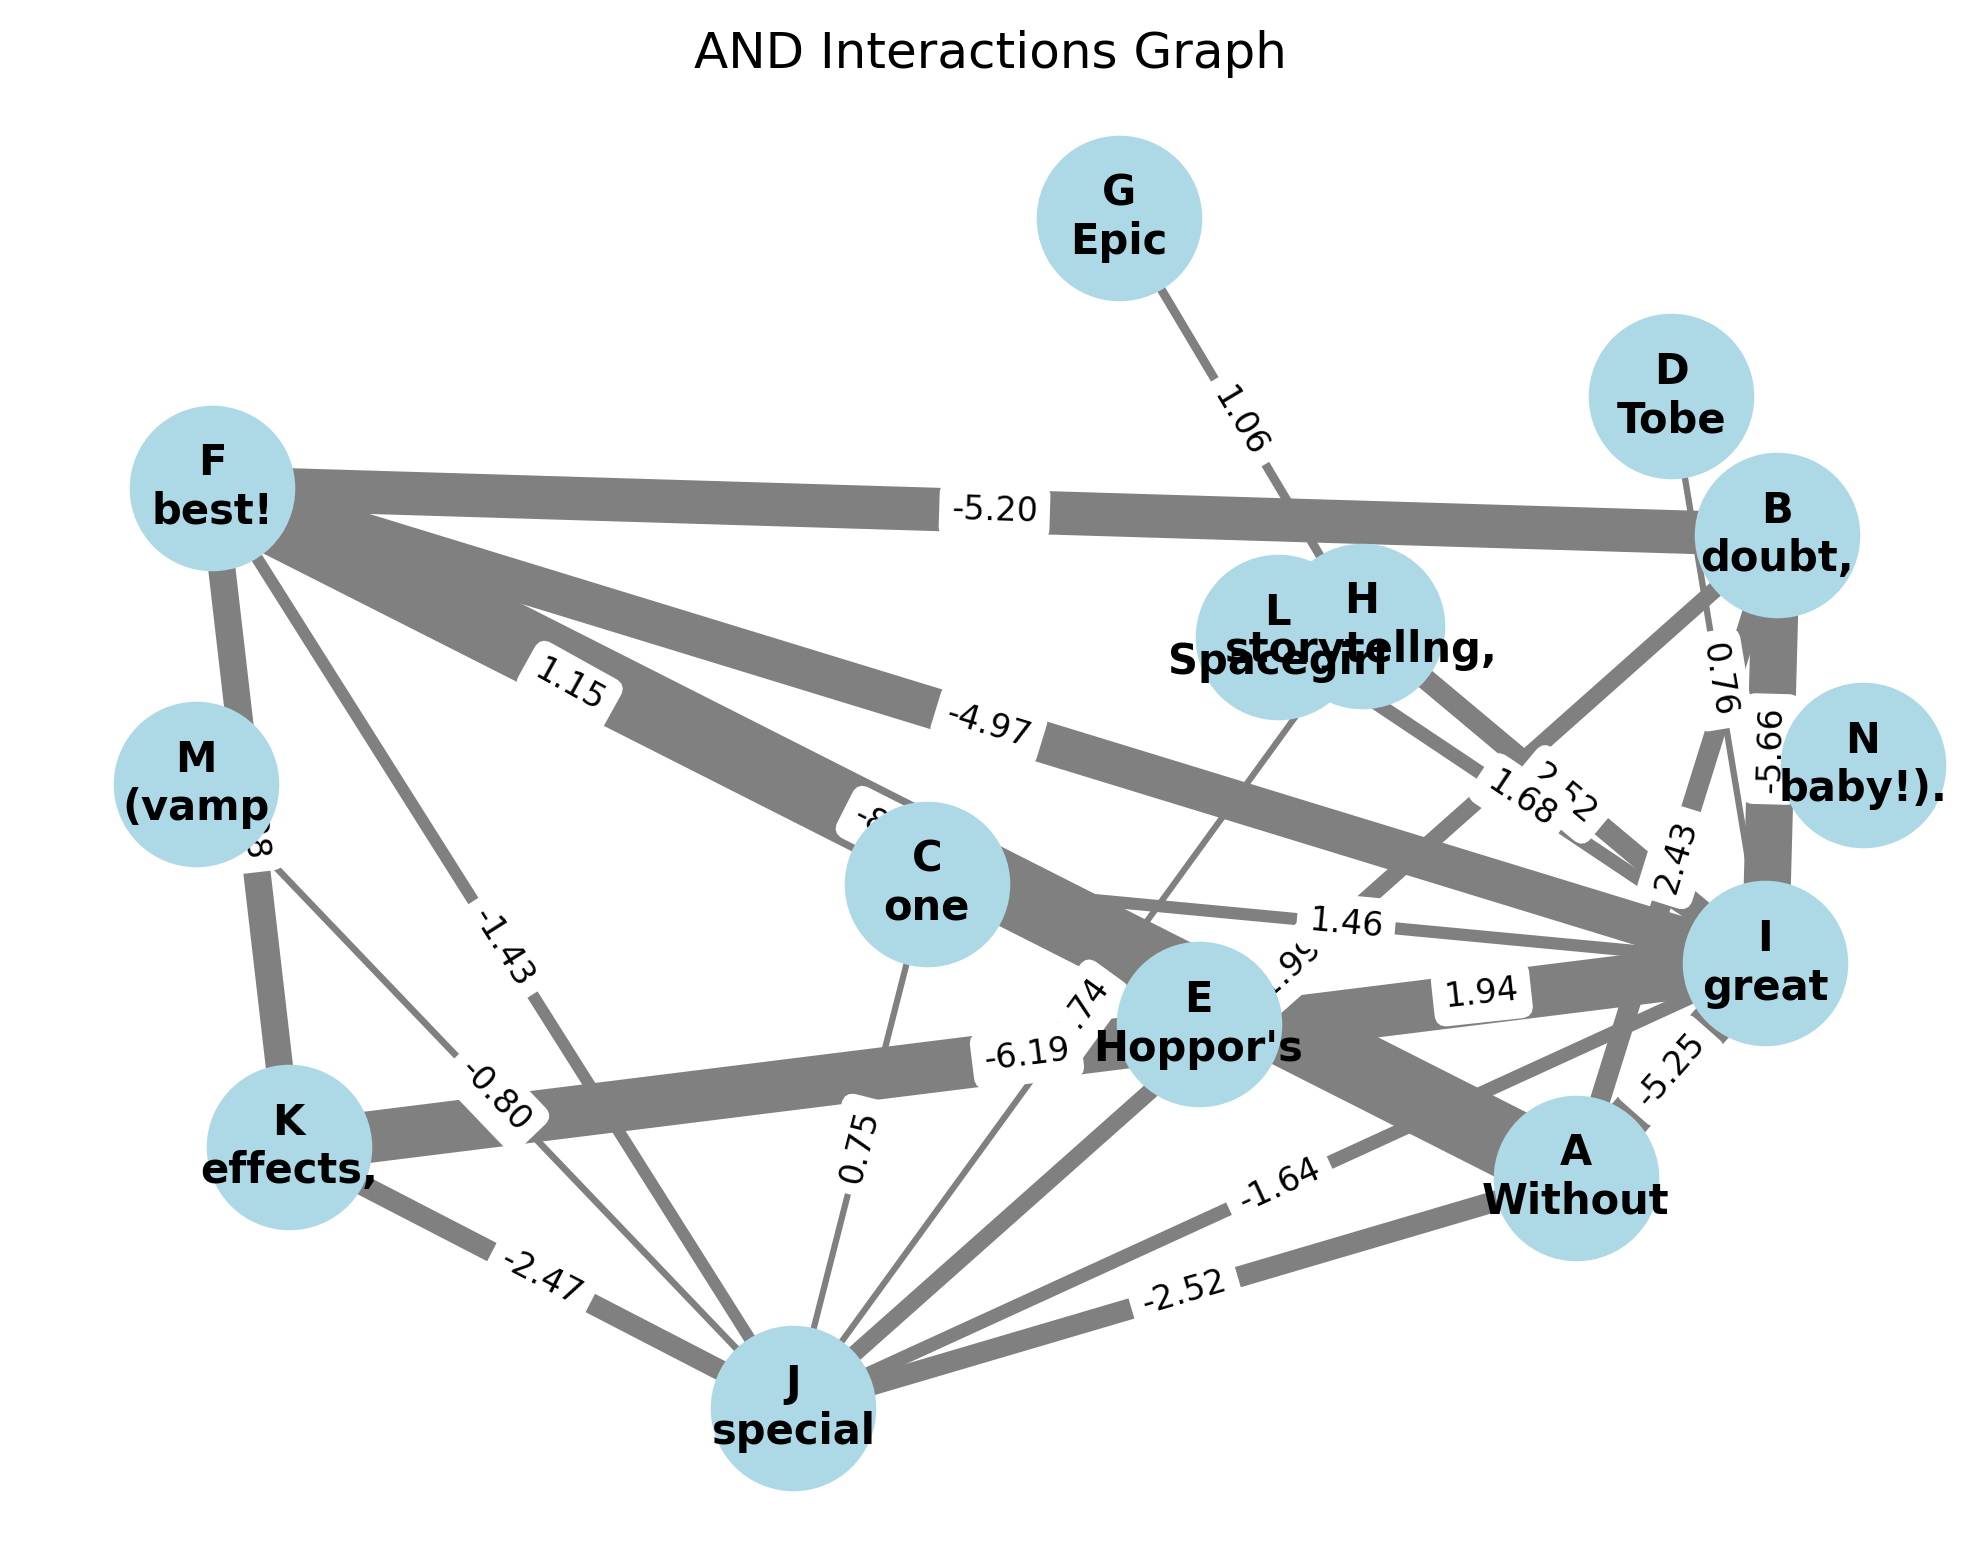 AND Interactions Graph
G
Epic
D
Tobe
1.06
F
best!
B
doubt,
-5.20
L
Spacegirl
H
storytellng,
1.15
0.76
-4.97
-5.66
N
baby!).
M
(vamp
2.52
1.68
2.43
C
one
1.46
I
great
-1.43
E
Hoppor's
1.94
-6.19
-5.25
-0.80
K
effects,
0.75
-1.64
A
Without
-2.47
-2.52
J
special